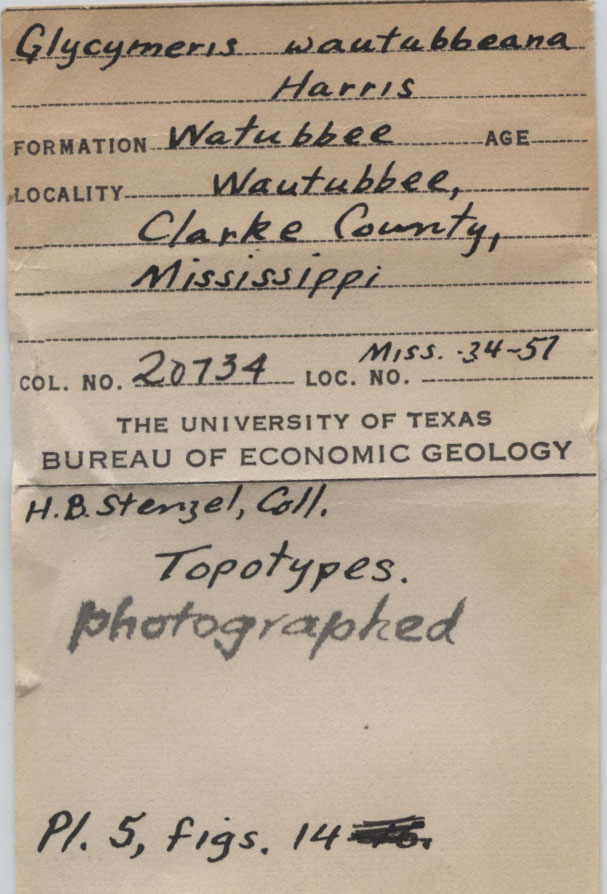 Glycymeris wautubbeana
Harris
FORMATION Watubbee AGE
LOCALITY Wautubbee,
Clarke County,
Mississippi
COL. NO. 20734 LOC. NO. Miss. -34-51
THE UNIVERSITY OF TEXAS
BUREAU OF ECONOMIC GEOLOGY
H.B. Stenzel, Coll.
Topotypes.
photographed
Pl. 5, figs. 14